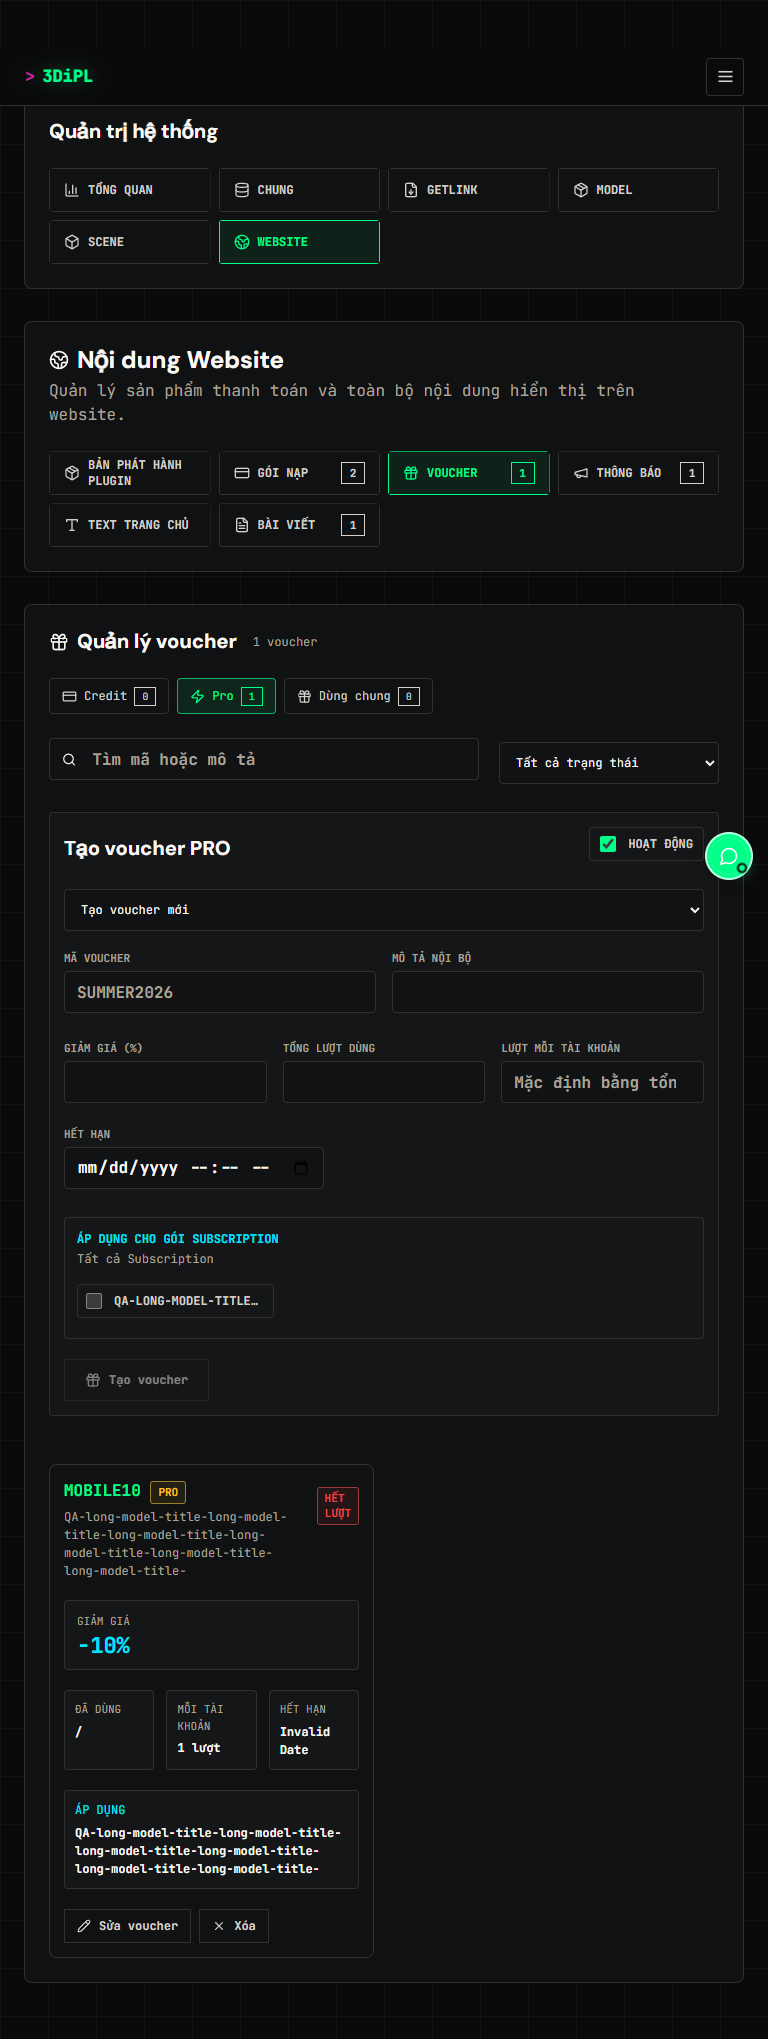 > 3DiPL
Quản trị hệ thống
TỔNG QUAN
CHUNG
GETLINK
MODEL
SCENE
WEBSITE
Nội dung Website
Quản lý sản phẩm thanh toán và toàn bộ nội dung hiển thị trên
website.
BẢN PHÁT HÀNH
PLUGIN
GÓI NẠP 2
VOUCHER 1
THÔNG BÁO 1
TEXT TRANG CHỦ
BÀI VIẾT 1
Quản lý voucher 1 voucher
Credit 0
Pro 1
Dùng chung 0
Tìm mã hoặc mô tả
Tất cả trạng thái
Tạo voucher PRO
HOẠT ĐỘNG
Tạo voucher mới
MÃ VOUCHER
MÔ TẢ NỘI BỘ
SUMMER2026
GIẢM GIÁ (%)
TỔNG LƯỢT DÙNG
LƯỢT MỖI TÀI KHOẢN
Mặc định bằng tổn
HẾT HẠN
mm/dd/yyyy --:-- --
ÁP DỤNG CHO GÓI SUBSCRIPTION
Tất cả Subscription
QA-LONG-MODEL-TITLE…
Tạo voucher
MOBILE10 PRO
HẾT
LƯỢT
QA-long-model-title-long-model-
title-long-model-title-long-
model-title-long-model-title-
long-model-title-
GIẢM GIÁ
-10%
ĐÃ DÙNG
/
MỖI TÀI
KHOẢN
1 lượt
HẾT HẠN
Invalid
Date
ÁP DỤNG
QA-long-model-title-long-model-title-
long-model-title-long-model-title-
long-model-title-long-model-title-
Sửa voucher
Xóa